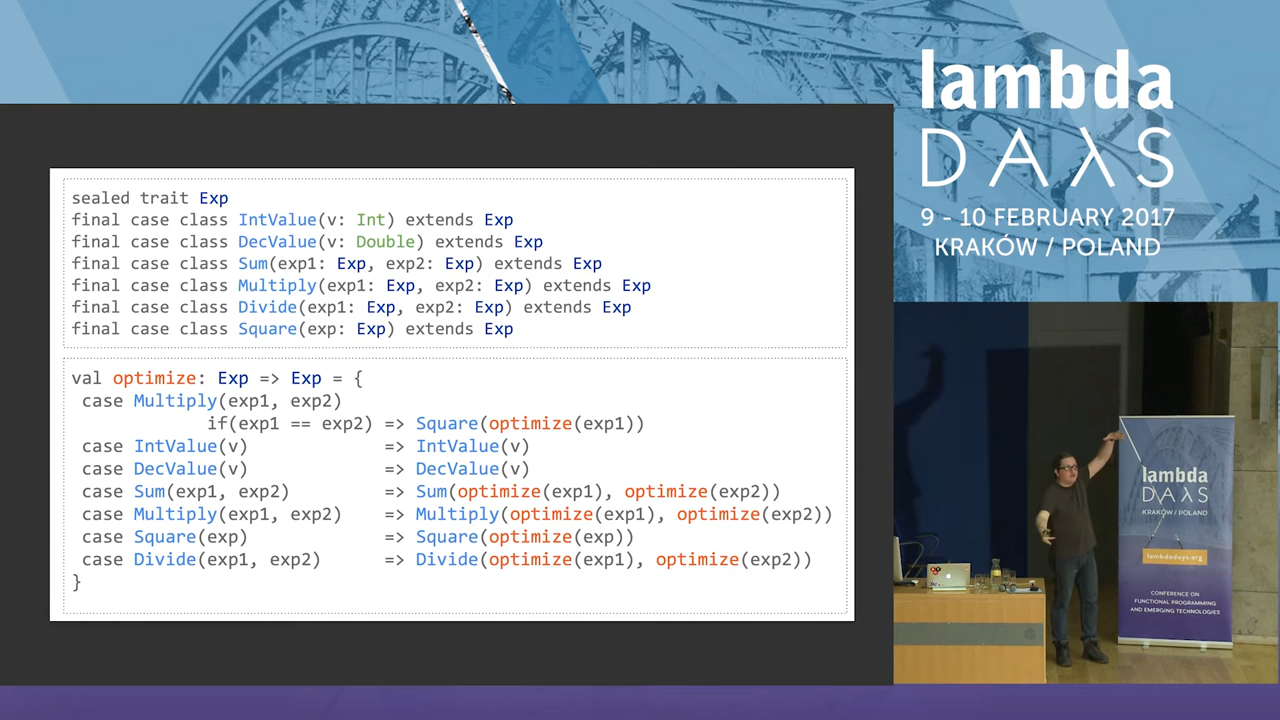 lambda
DAYS
9 - 10 FEBRUARY 2017
KRAKÓW / POLAND
sealed trait Exp
final case class IntValue(v: Int) extends Exp
final case class DecValue(v: Double) extends Exp
final case class Sum(exp1: Exp, exp2: Exp) extends Exp
final case class Multiply(exp1: Exp, exp2: Exp) extends Exp
final case class Divide(exp1: Exp, exp2: Exp) extends Exp
final case class Square(exp: Exp) extends Exp
val optimize: Exp => Exp = {
case Multiply(exp1, exp2)
if(exp1 == exp2) => Square(optimize(exp1))
case IntValue(v) => IntValue(v)
case DecValue(v) => DecValue(v)
case Sum(exp1, exp2) => Sum(optimize(exp1), optimize(exp2))
case Multiply(exp1, exp2) => Multiply(optimize(exp1), optimize(exp2))
case Square(exp) => Square(optimize(exp))
case Divide(exp1, exp2) => Divide(optimize(exp1), optimize(exp2))
}
lambda
DAYS
KRAKÓW / POLAND
lambdadays.org
CONFERENCE ON
FUNCTIONAL PROGRAMMING
AND EMERGING TECHNOLOGIES